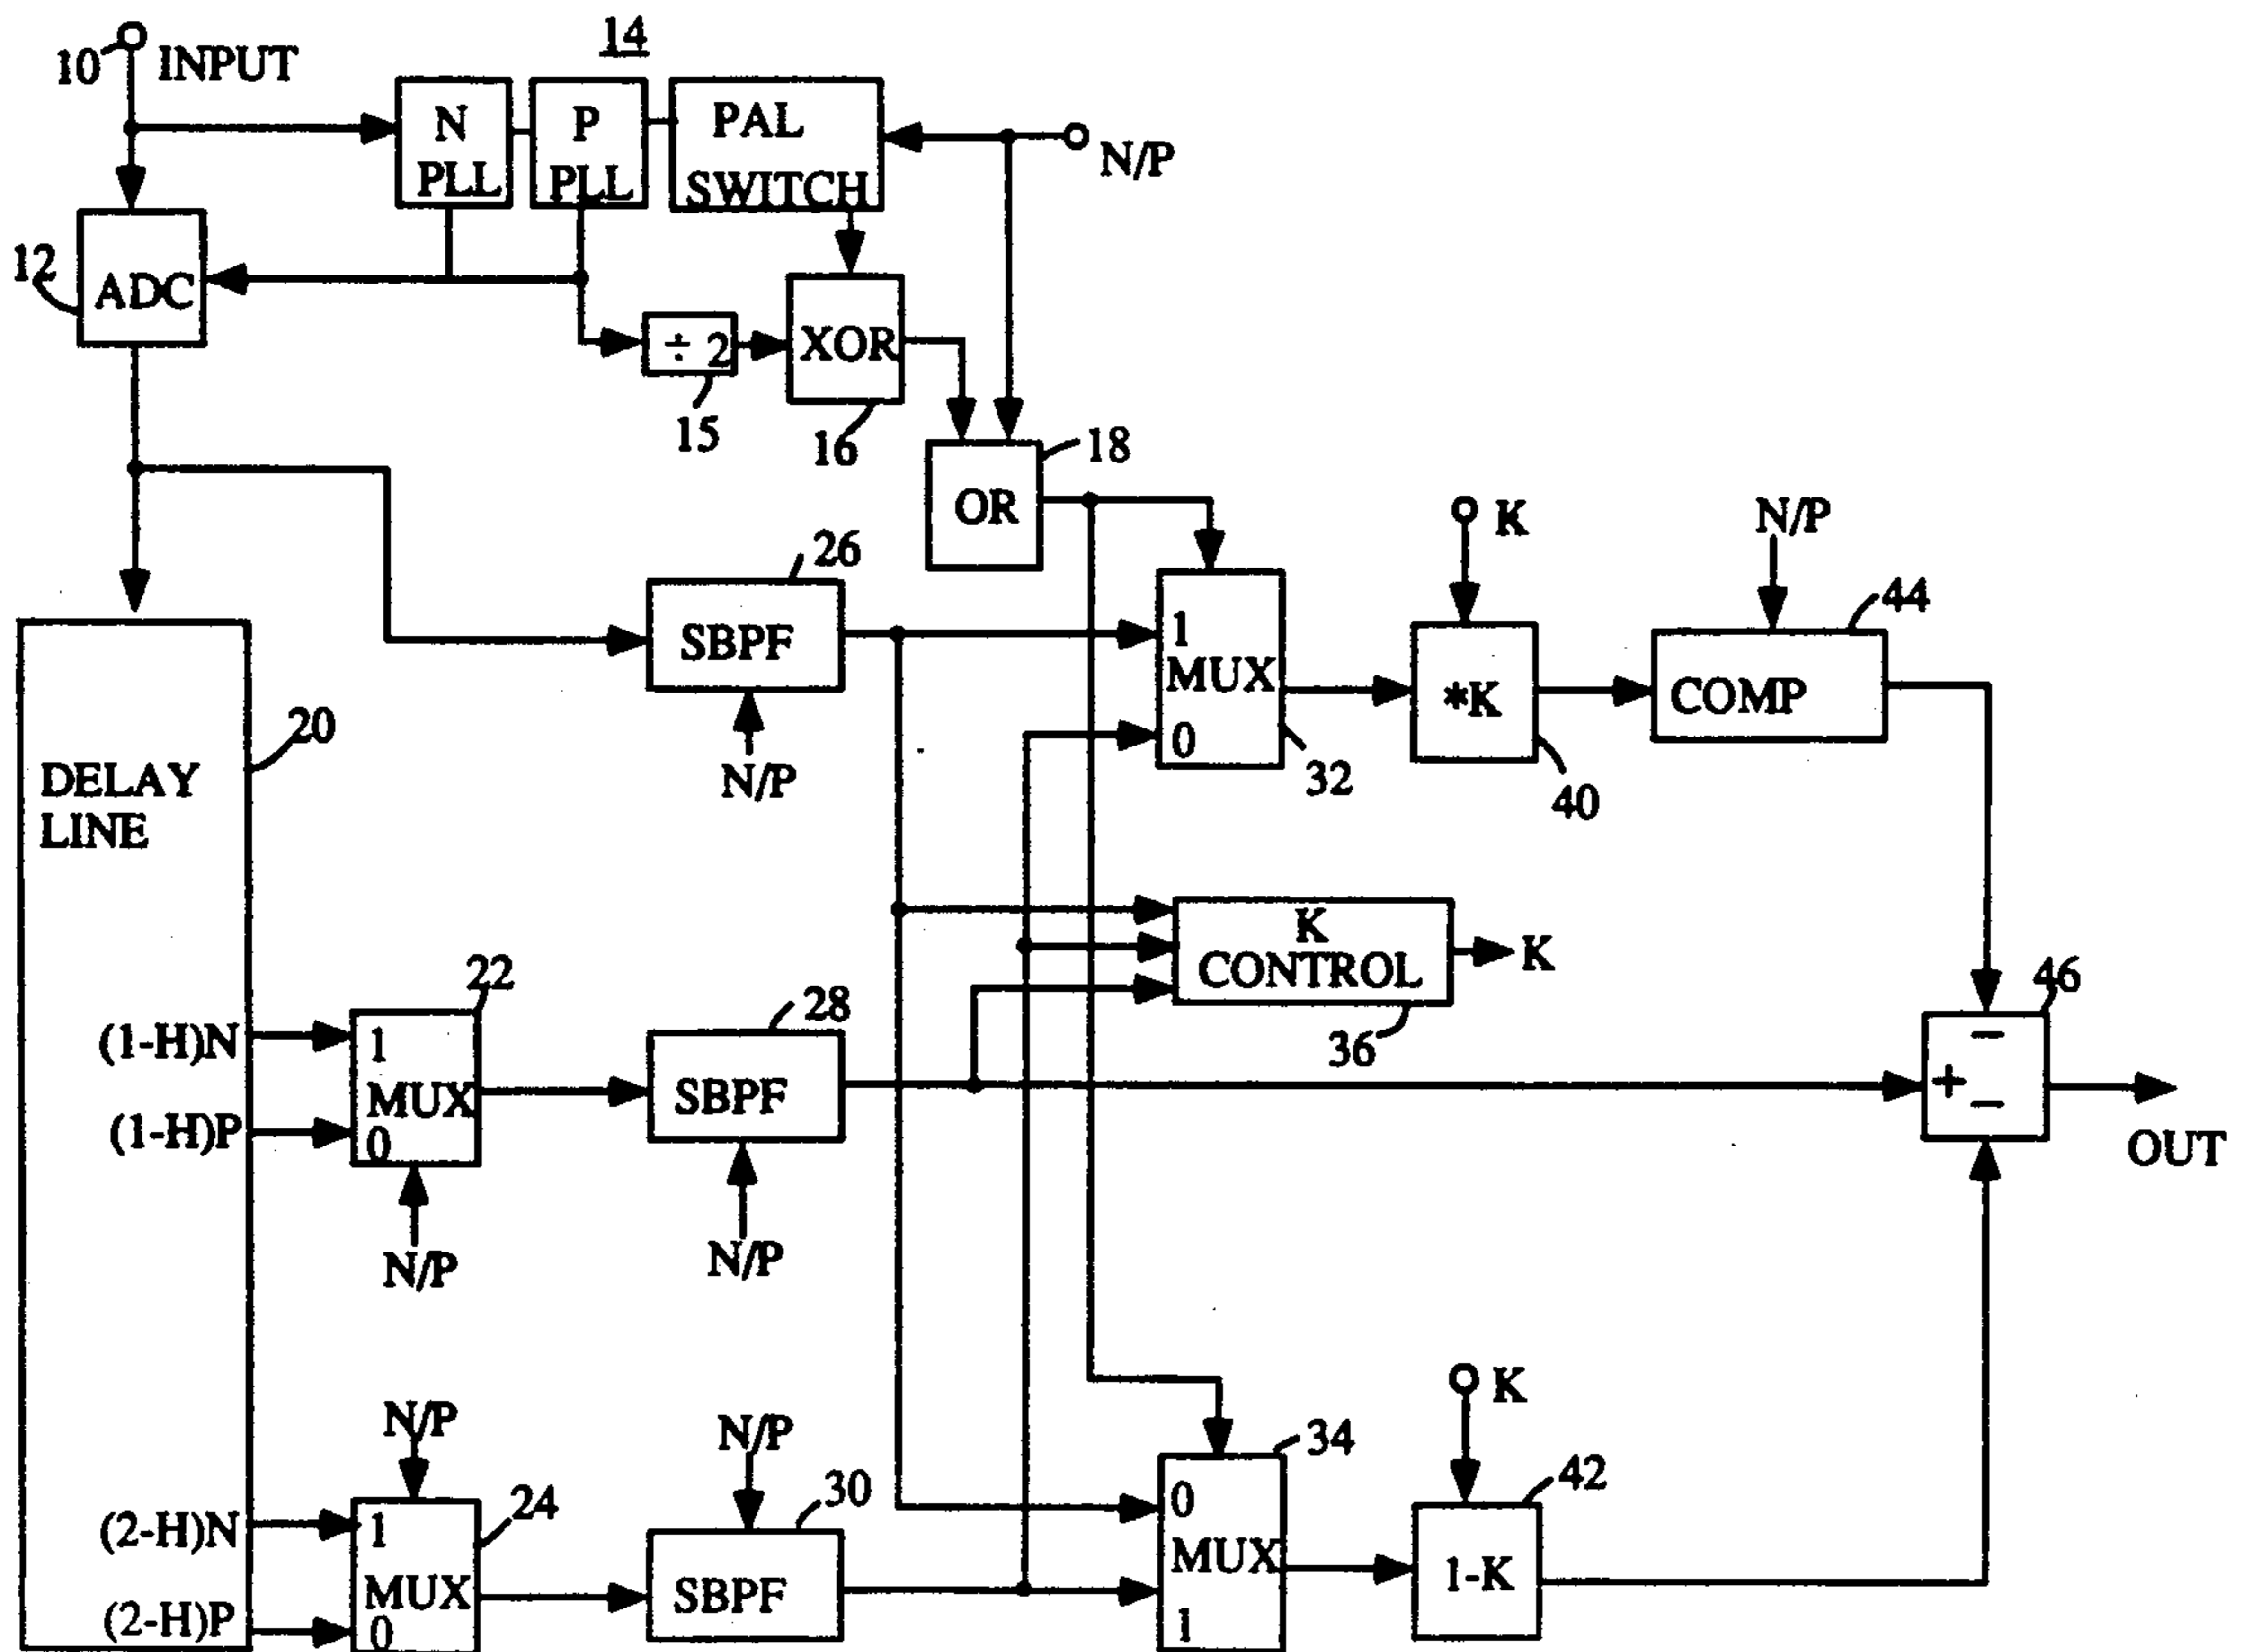 14
10 INPUT
N PLL
P PLL
PAL SWITCH
N/P
12 ADC
÷ 2
15
XOR
16
18
OR
K
N/P
26
SBPF
N/P
1
MUX
0
32
*K
40
COMP
44
DELAY
LINE
20
K
CONTROL
36
K
22
(1-H)N
(1-H)P
1
MUX
0
N/P
28
SBPF
N/P
46
−
+
−
OUT
N/P
24
(2-H)N
(2-H)P
1
MUX
0
N/P
30
SBPF
34
0
MUX
1
K
42
1-K